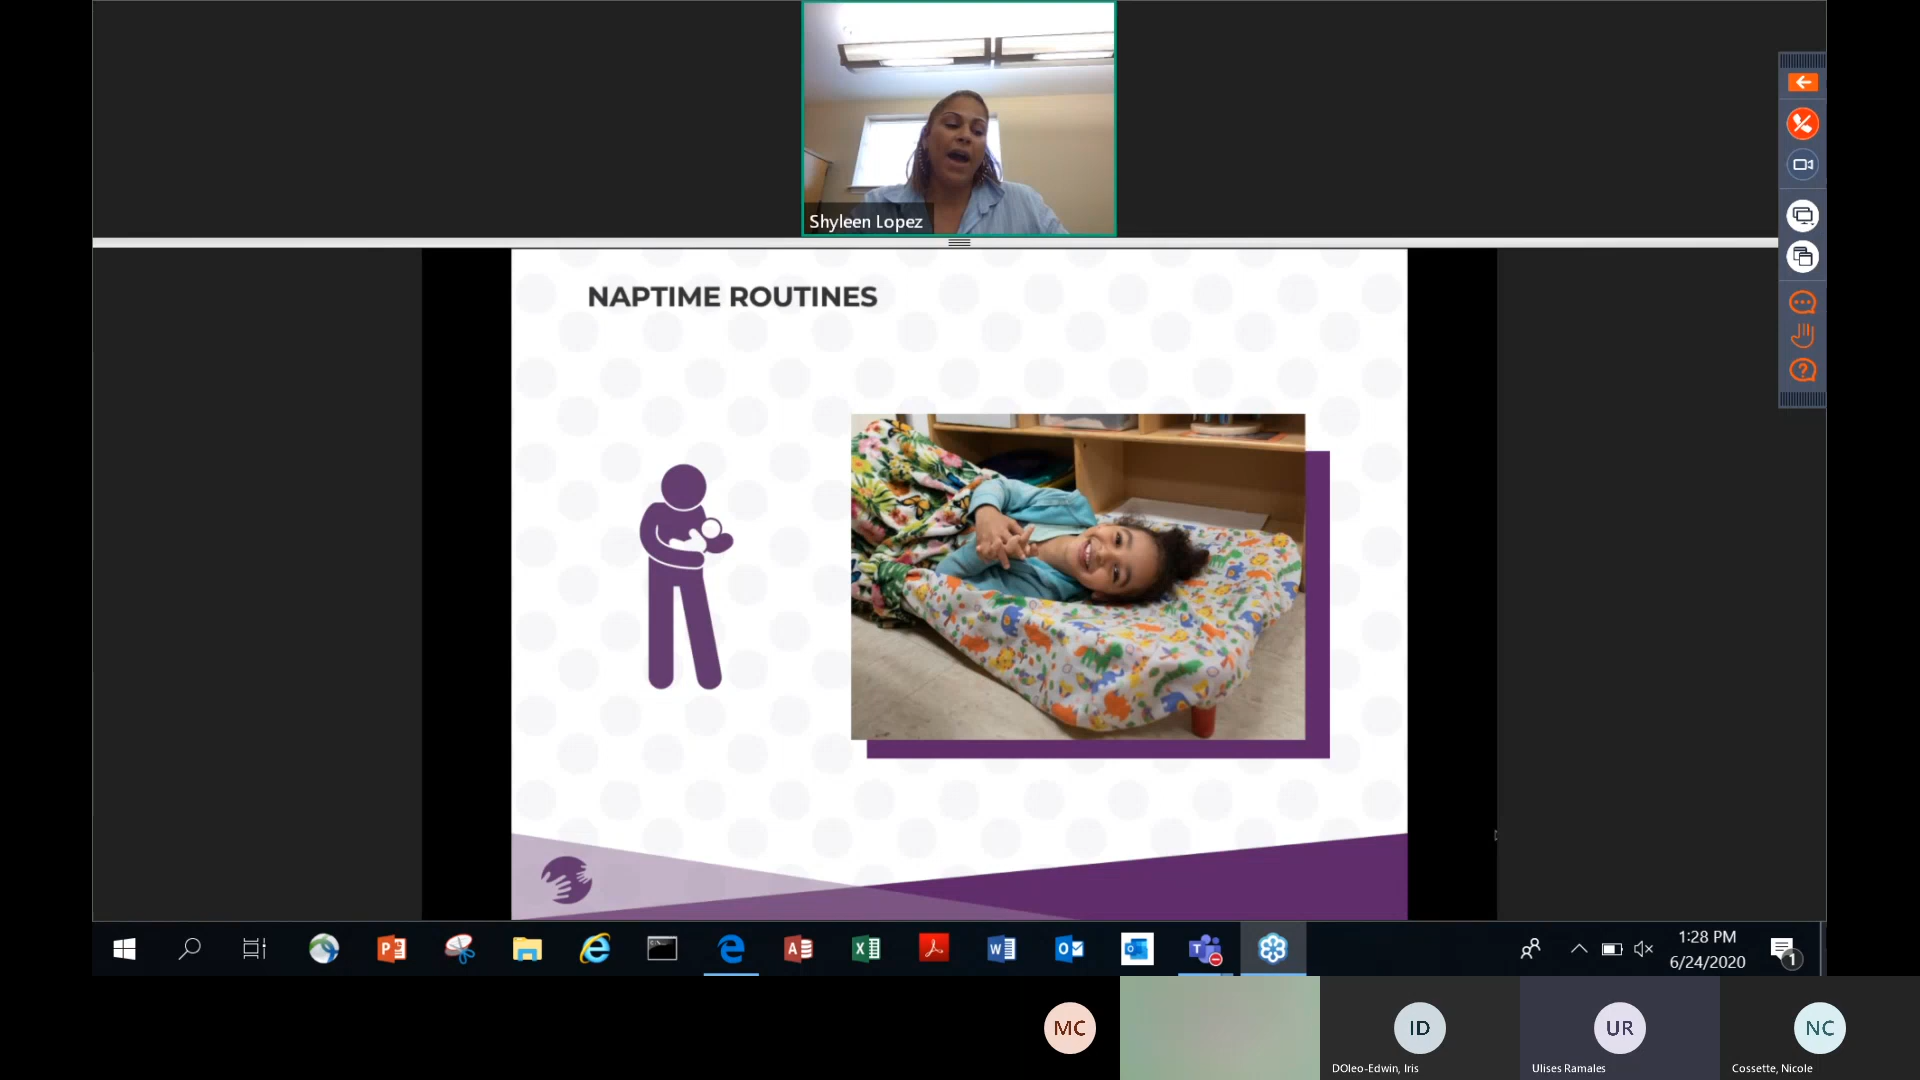 Shyleen Lopez
NAPTIME ROUTINES
1:28 PM
6/24/2020
1
MC
ID
UR
NC
DOleo-Edwin, Iris
Ulises Ramales
Cossette, Nicole